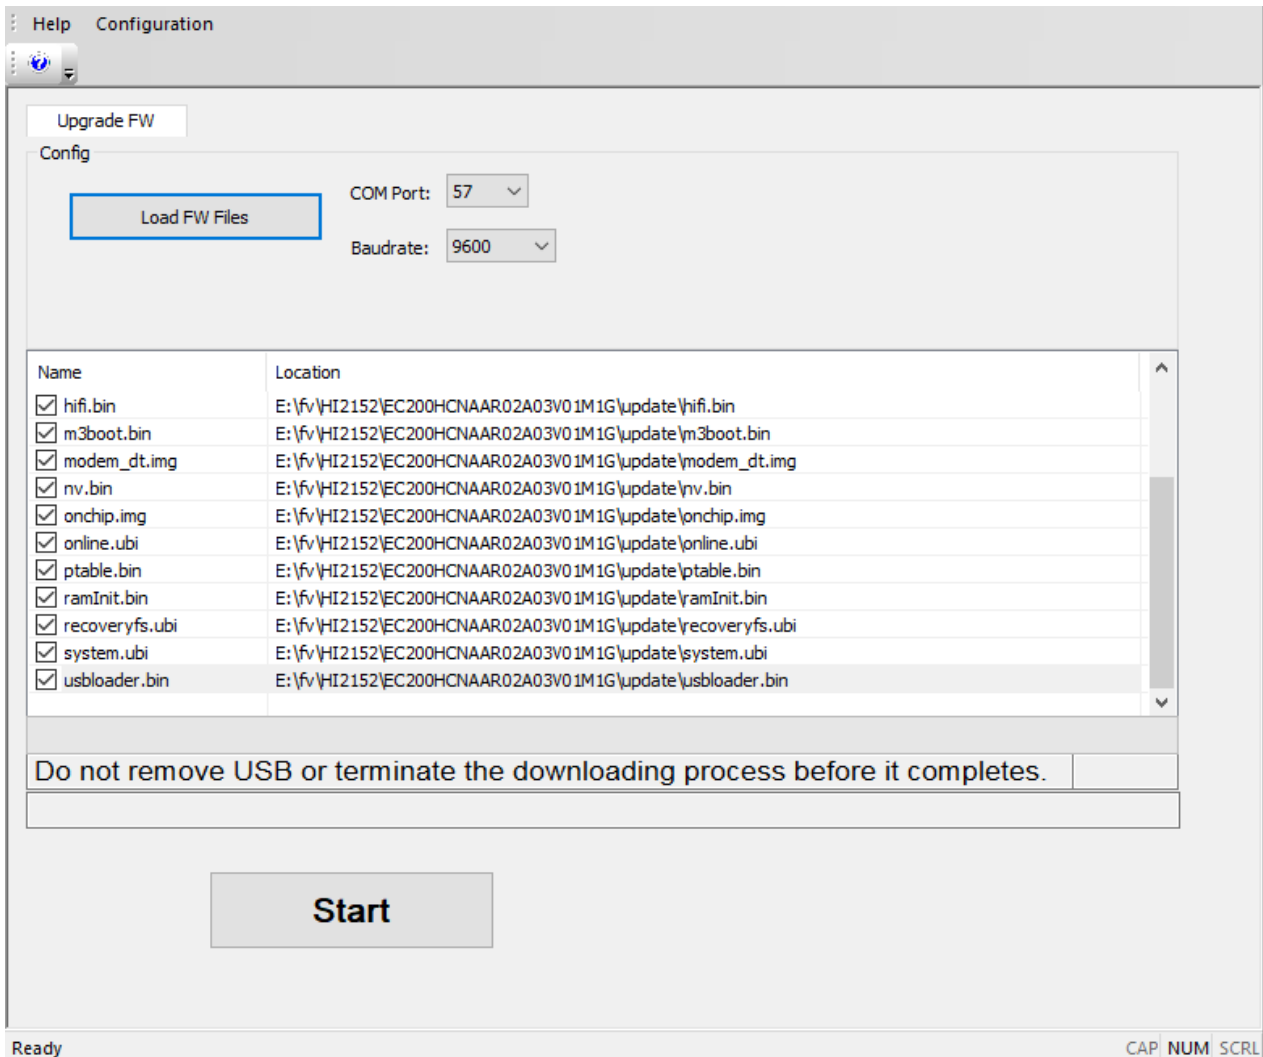 Help Configuration
Upgrade FW
Config
Load FW Files
COM Port: 57
Baudrate: 9600
Name Location
hifi.bin E:\fv\HI2152\EC200HCNAAR02A03V01M1G\update\hifi.bin
m3boot.bin E:\fv\HI2152\EC200HCNAAR02A03V01M1G\update\m3boot.bin
modem_dt.img E:\fv\HI2152\EC200HCNAAR02A03V01M1G\update\modem_dt.img
nv.bin E:\fv\HI2152\EC200HCNAAR02A03V01M1G\update\nv.bin
onchip.img E:\fv\HI2152\EC200HCNAAR02A03V01M1G\update\onchip.img
online.ubi E:\fv\HI2152\EC200HCNAAR02A03V01M1G\update\online.ubi
ptable.bin E:\fv\HI2152\EC200HCNAAR02A03V01M1G\update\ptable.bin
ramInit.bin E:\fv\HI2152\EC200HCNAAR02A03V01M1G\update\ramInit.bin
recoveryfs.ubi E:\fv\HI2152\EC200HCNAAR02A03V01M1G\update\recoveryfs.ubi
system.ubi E:\fv\HI2152\EC200HCNAAR02A03V01M1G\update\system.ubi
usbloader.bin E:\fv\HI2152\EC200HCNAAR02A03V01M1G\update\usbloader.bin
Do not remove USB or terminate the downloading process before it completes.
Start
Ready CAP NUM SCRL